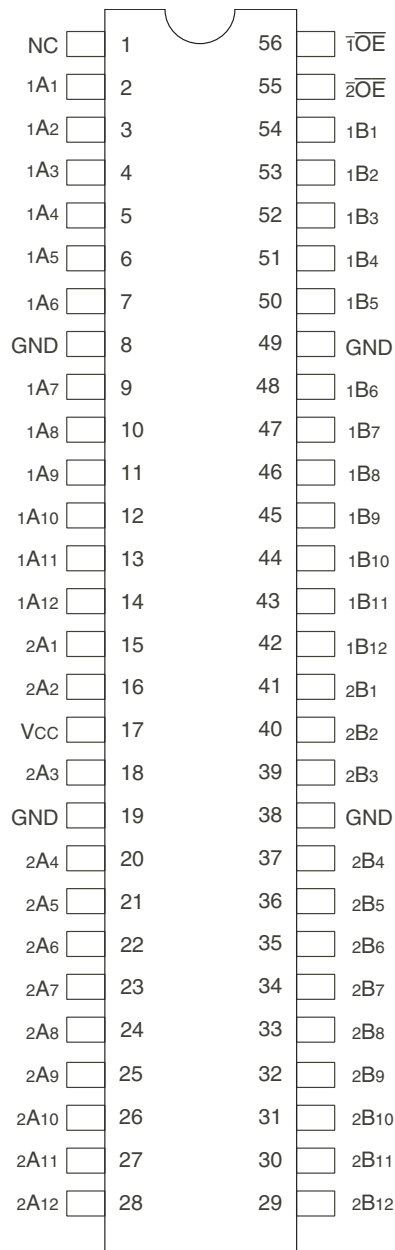 NC 1 56 1OE
1A1 2 55 2OE
1A2 3 54 1B1
1A3 4 53 1B2
1A4 5 52 1B3
1A5 6 51 1B4
1A6 7 50 1B5
GND 8 49 GND
1A7 9 48 1B6
1A8 10 47 1B7
1A9 11 46 1B8
1A10 12 45 1B9
1A11 13 44 1B10
1A12 14 43 1B11
2A1 15 42 1B12
2A2 16 41 2B1
VCC 17 40 2B2
2A3 18 39 2B3
GND 19 38 GND
2A4 20 37 2B4
2A5 21 36 2B5
2A6 22 35 2B6
2A7 23 34 2B7
2A8 24 33 2B8
2A9 25 32 2B9
2A10 26 31 2B10
2A11 27 30 2B11
2A12 28 29 2B12